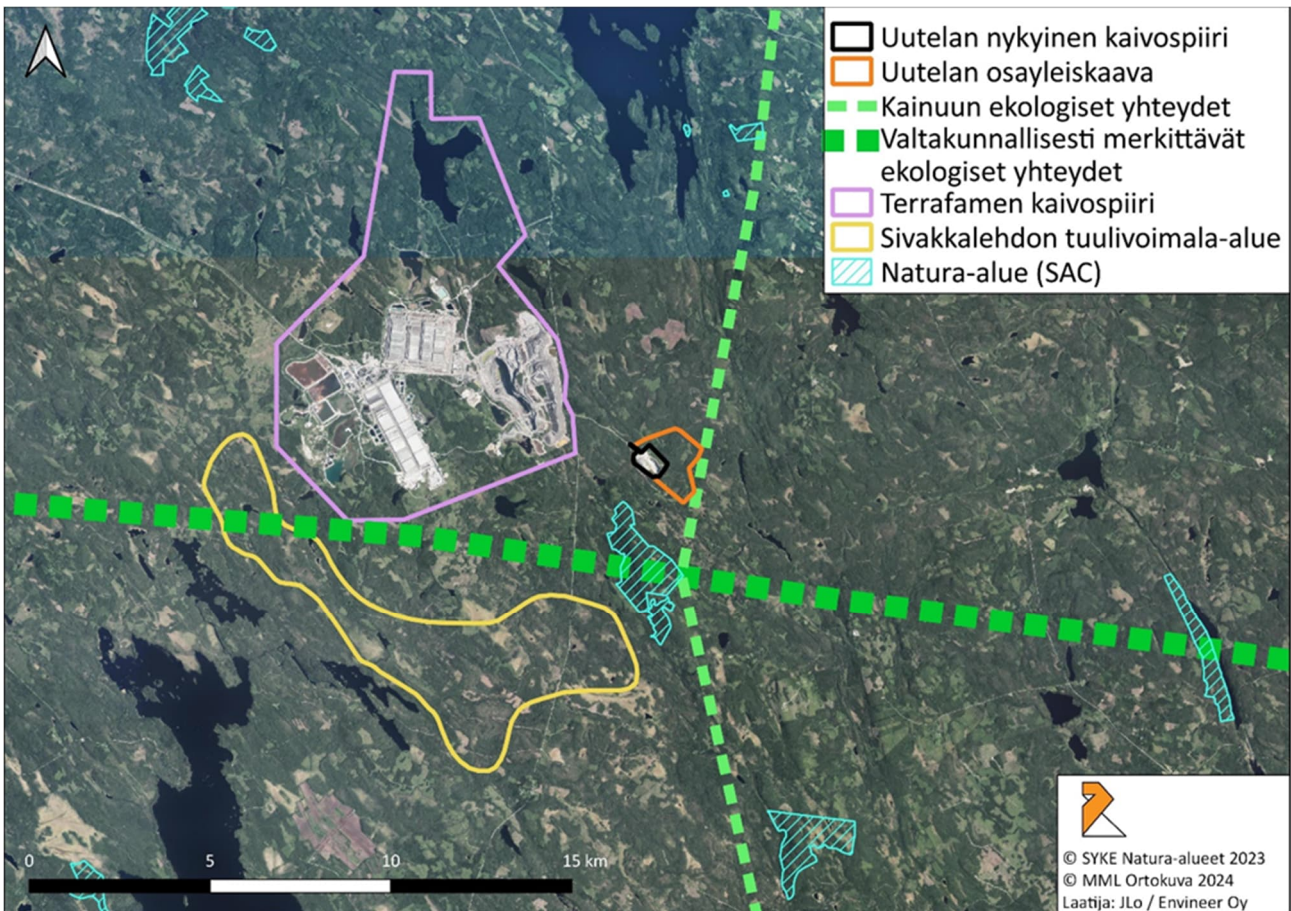 Uutelan nykyinen kaivospiiri
Uutelan osayleiskaava
Kainuun ekologiset yhteydet
Valtakunnallisesti merkittävät
ekologiset yhteydet
Terrafamen kaivospiiri
Sivakkalehdon tuulivoimala-alue
Natura-alue (SAC)
0 5 10 15 km
© SYKE Natura-alueet 2023
© MML Ortokuva 2024
Laatija: JLo / Envineer Oy